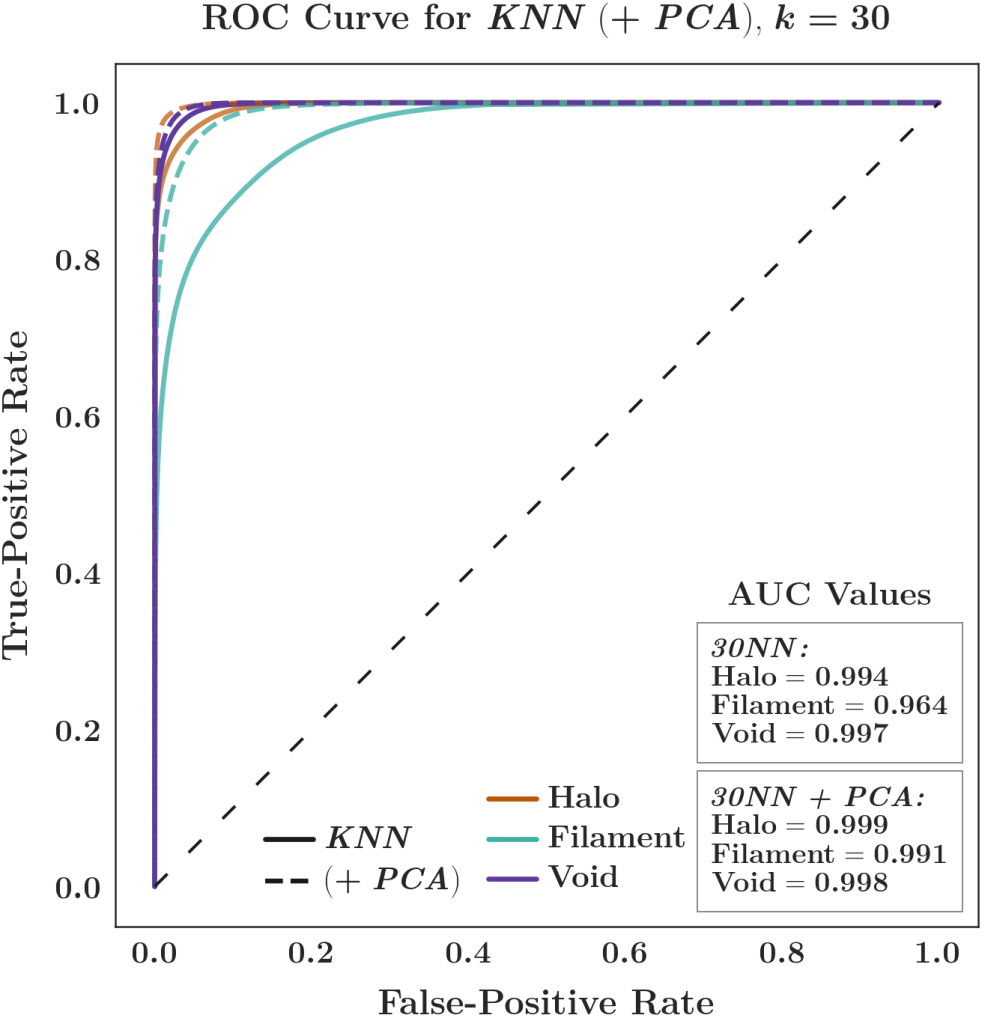 ROC Curve for KNN (+ PCA), k = 30
True-Positive Rate
1.0
0.8
0.6
0.4
0.2
0.0
0.0 0.2 0.4 0.6 0.8 1.0
False-Positive Rate
KNN
(+ PCA)
Halo
Filament
Void
AUC Values
30NN:
Halo = 0.994
Filament = 0.964
Void = 0.997
30NN + PCA:
Halo = 0.999
Filament = 0.991
Void = 0.998